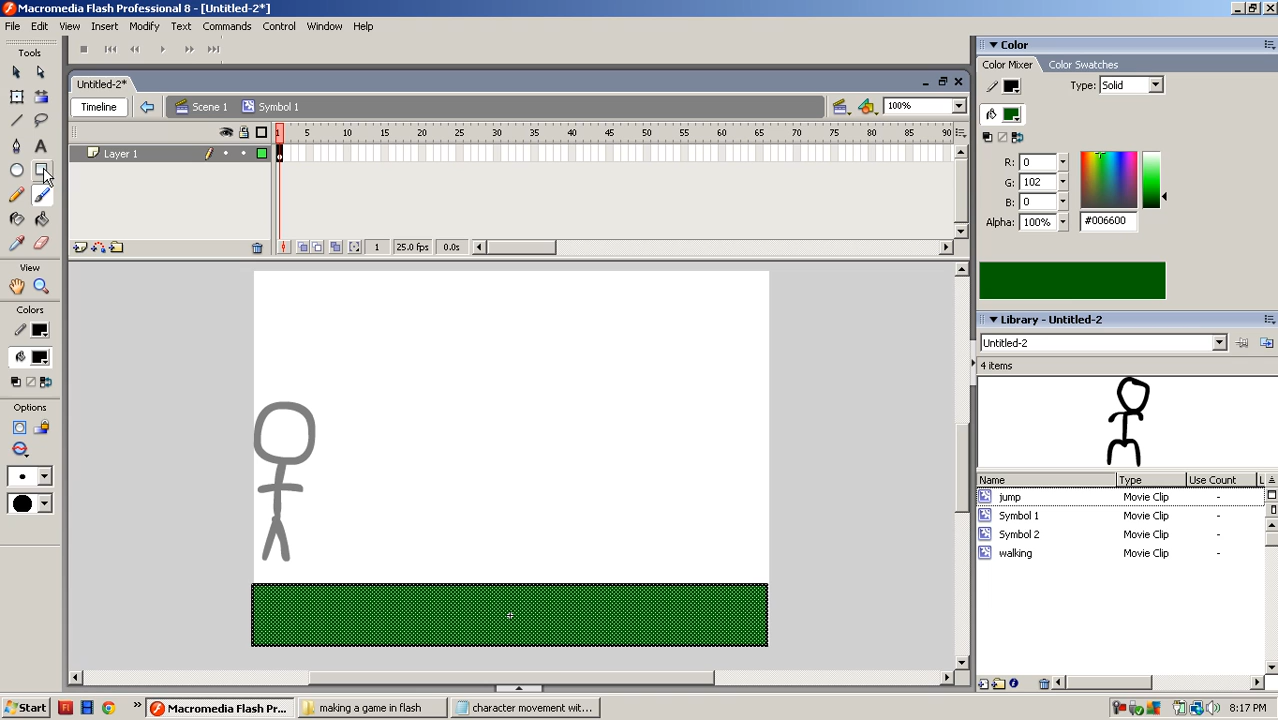 Macromedia Flash Professional 8 - [Untitled-2*]
File Edit View Insert Modify Text Commands Control Window Help
Tools
View
Colors
Options
Untitled-2*
Timeline Scene 1 Symbol 1 100%
1 5 10 15 20 25 30 35 40 45 50 55 60 65 70 75 80 85 90
Layer 1
1 25.0 fps 0.0s
Color
Color Mixer Color Swatches
Type: Solid
R: 0
G: 102
B: 0
Alpha: 100% #006600
Library - Untitled-2
Untitled-2
4 items
Name Type Use Count L
jump Movie Clip -
Symbol 1 Movie Clip -
Symbol 2 Movie Clip -
walking Movie Clip -
Start Macromedia Flash Pr... making a game in flash character movement wit... 8:17 PM